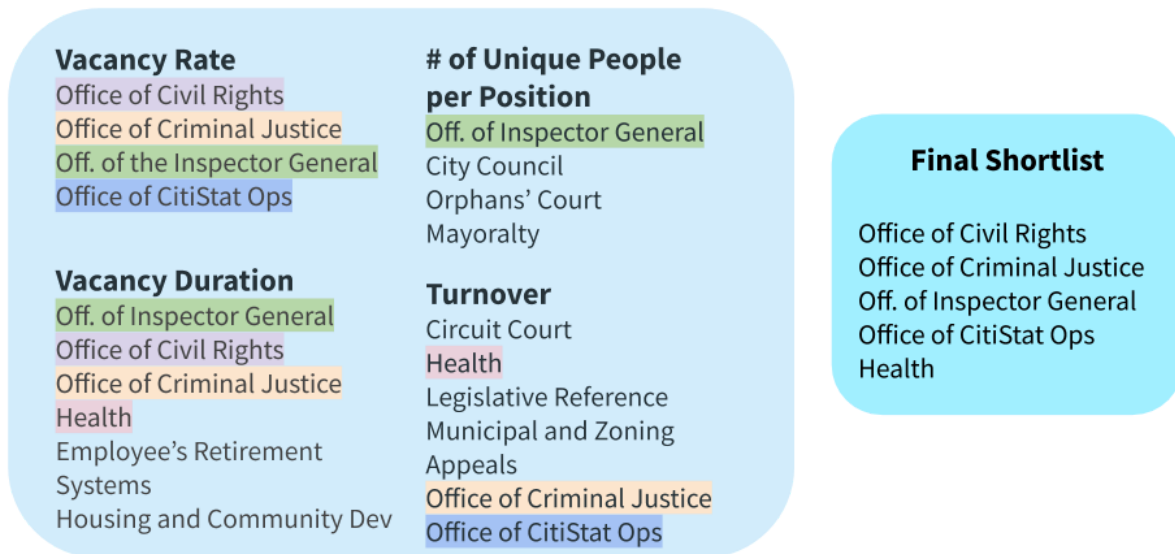 Vacancy Rate
Office of Civil Rights
Office of Criminal Justice
Off. of the Inspector General
Office of CitiStat Ops
Vacancy Duration
Off. of Inspector General
Office of Civil Rights
Office of Criminal Justice
Health
Employee’s Retirement
Systems
Housing and Community Dev
# of Unique People
per Position
Off. of Inspector General
City Council
Orphans’ Court
Mayoralty
Turnover
Circuit Court
Health
Legislative Reference
Municipal and Zoning
Appeals
Office of Criminal Justice
Office of CitiStat Ops
Final Shortlist
Office of Civil Rights
Office of Criminal Justice
Off. of Inspector General
Office of CitiStat Ops
Health